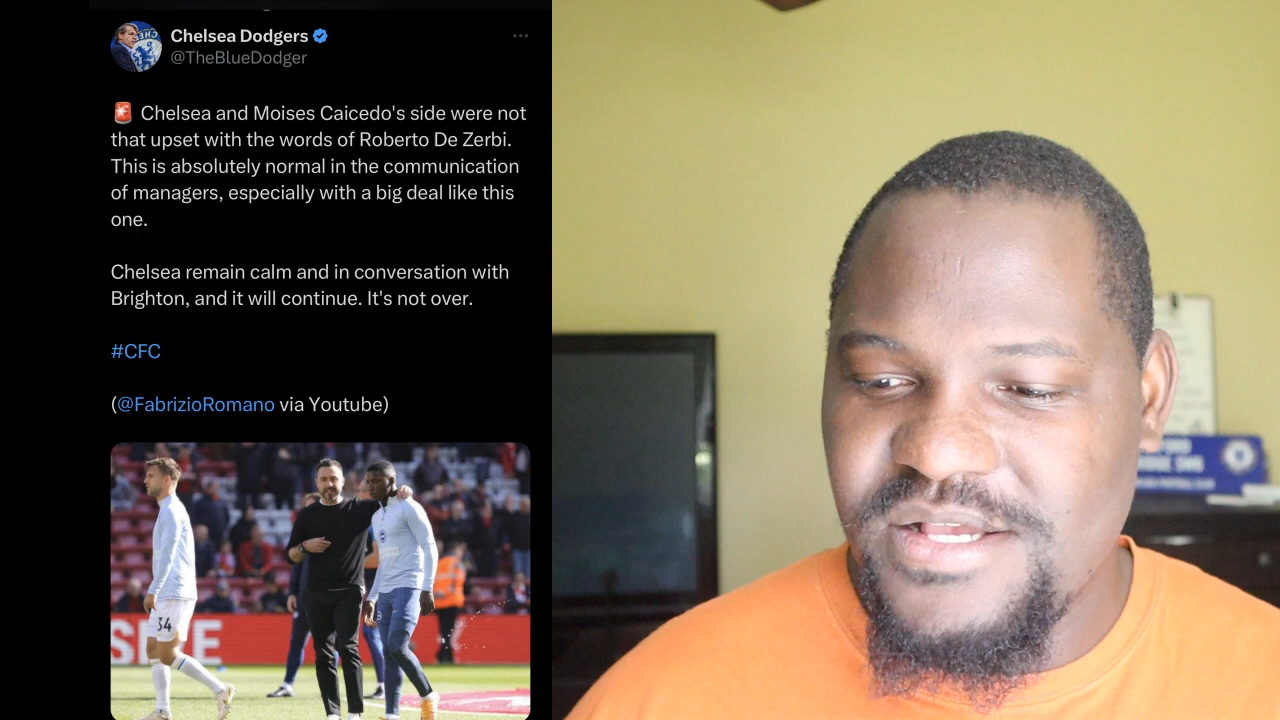 Chelsea Dodgers
@TheBlueDodger
Chelsea and Moises Caicedo's side were not
that upset with the words of Roberto De Zerbi.
This is absolutely normal in the communication
of managers, especially with a big deal like this
one.
Chelsea remain calm and in conversation with
Brighton, and it will continue. It's not over.
#CFC
(@FabrizioRomano via Youtube)
34